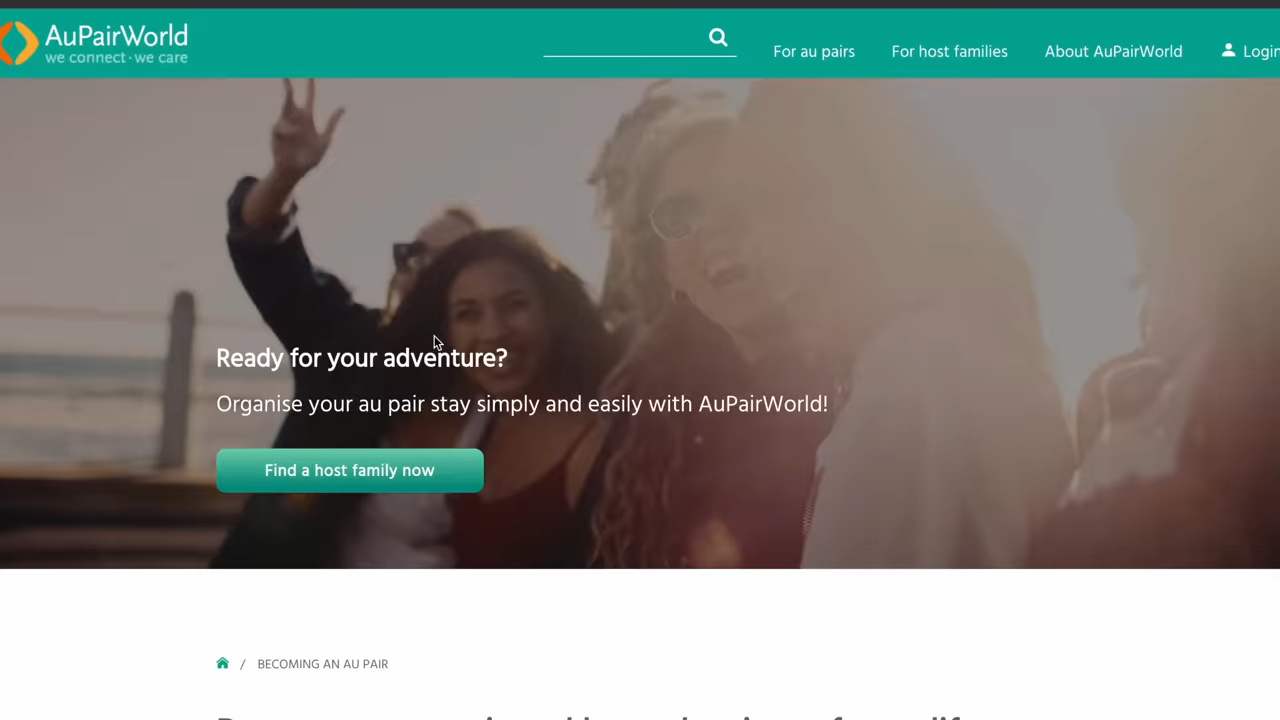 AuPairWorld
we connect · we care
For au pairs
For host families
About AuPairWorld
Ready for your adventure?
Organise your au pair stay simply and easily with AuPairWorld!
Find a host family now
/ BECOMING AN AU PAIR